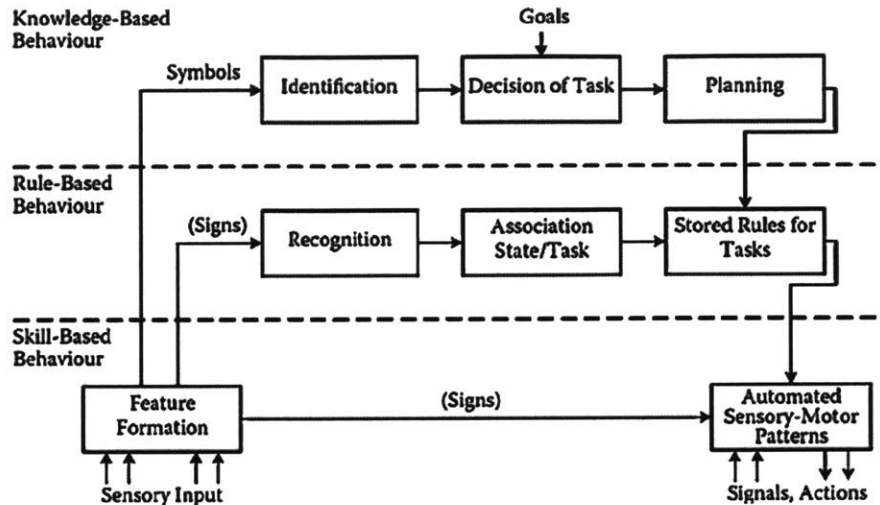 Knowledge-Based
Behaviour
Goals
Symbols
Identification
Decision of Task
Planning
Rule-Based
Behaviour
(Signs)
Recognition
Association
State/Task
Stored Rules for
Tasks
Skill-Based
Behaviour
Feature
Formation
(Signs)
Automated
Sensory-Motor
Patterns
Sensory Input
Signals, Actions